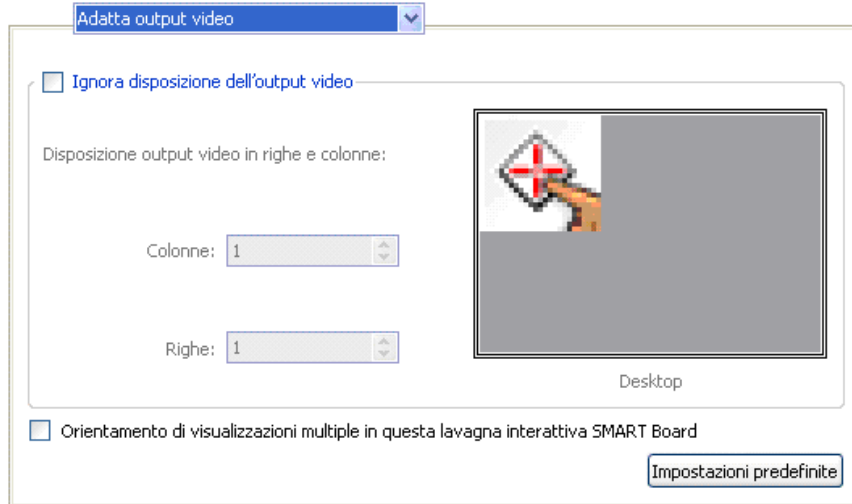 Adatta output video
Ignora disposizione dell'output video
Disposizione output video in righe e colonne:
Colonne: 1
Righe: 1
Desktop
Orientamento di visualizzazioni multiple in questa lavagna interattiva SMART Board
Impostazioni predefinite